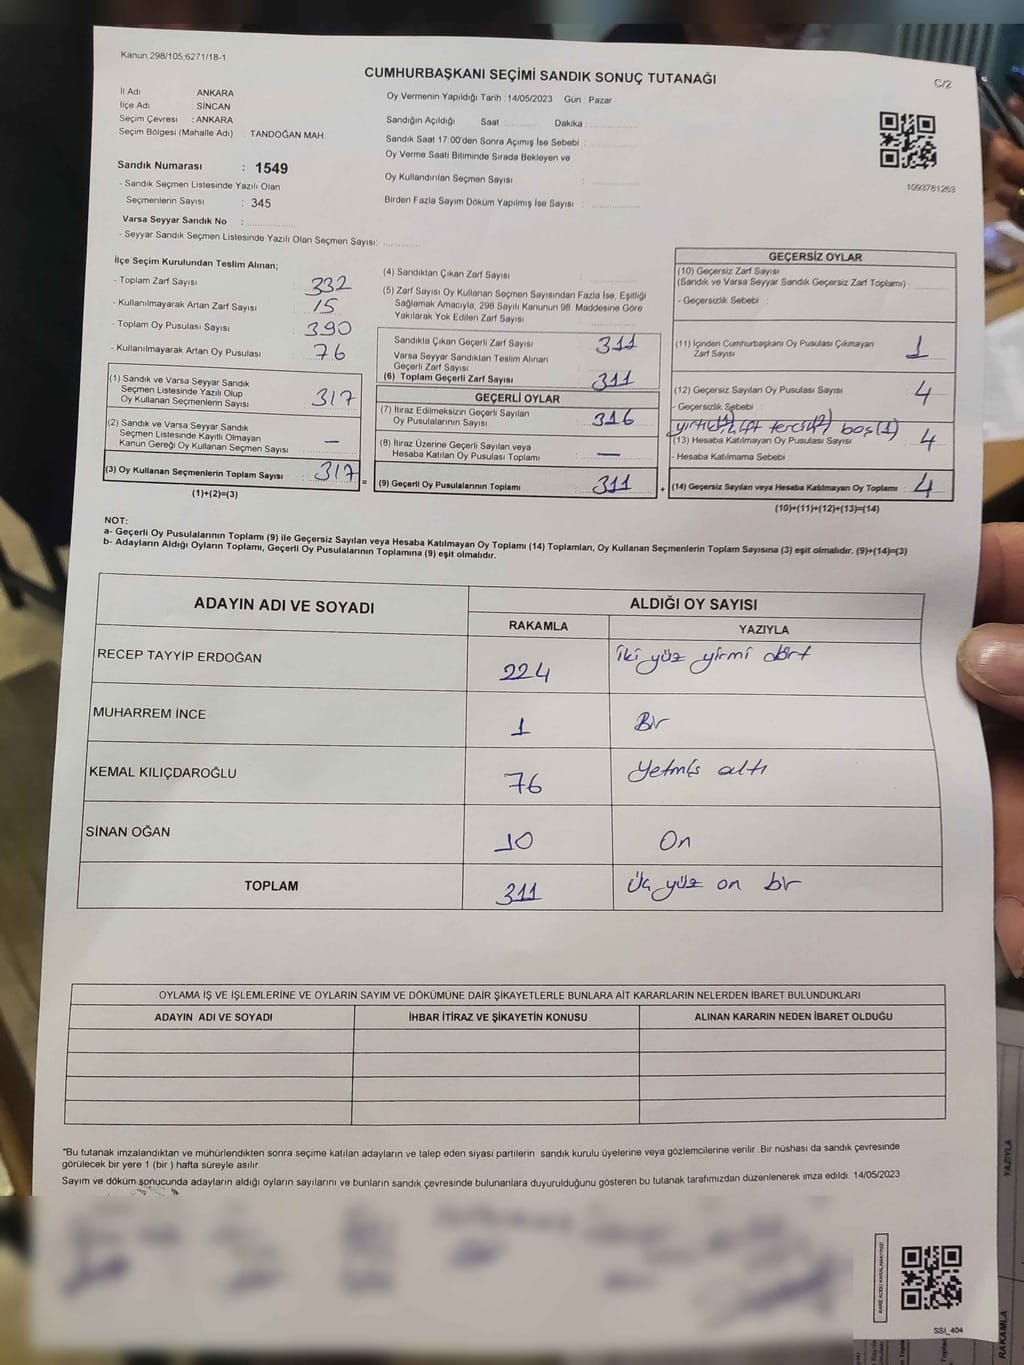 Kanun,298/105,6271/18-1
CUMHURBAŞKANI SEÇİMİ SANDIK SONUÇ TUTANAĞI
C/2
İl Adı ANKARA
İlçe Adı SİNCAN
Seçim Çevresi : ANKARA
Seçim Bölgesi (Mahalle Adı) : TANDOĞAN MAH.
Oy Vermenin Yapıldığı Tarih : 14/05/2023 Gün : Pazar
Sandığın Açıldığı Saat :.......... Dakika :..............
Sandık Saat 17:00'den Sonra Açımış İse Sebebi :..............
Oy Verme Saati Bitiminde Sırada Bekleyen ve
Oy Kullandırılan Seçmen Sayısı :..............
Birden Fazla Sayım Döküm Yapılmış İse Sayısı :..............
1093761263
Sandık Numarası : 1549
- Sandık Seçmen Listesinde Yazılı Olan
Seçmenlerin Sayısı : 345
Varsa Seyyar Sandık No :..............
- Seyyar Sandık Seçmen Listesinde Yazılı Olan Seçmen Sayısı:..............
İlçe Seçim Kurulundan Teslim Alınan;
- Toplam Zarf Sayısı : 332
- Kullanılmayarak Artan Zarf Sayısı : 15
- Toplam Oy Pusulası Sayısı : 390
- Kullanılmayarak Artan Oy Pusulası : 76
(1) Sandık ve Varsa Seyyar Sandık
Seçmen Listesinde Yazılı Olup
Oy Kullanan Seçmenlerin Sayısı : 317
(2) Sandık ve Varsa Seyyar Sandık
Seçmen Listesinde Kayıtlı Olmayan
Kanun Gereği Oy Kullanan Seçmen Sayısı : —
(3) Oy Kullanan Seçmenlerin Toplam Sayısı : 317
(1)+(2)=(3)
=
(4) Sandıktan Çıkan Zarf Sayısı :
(5) Zarf Sayısı Oy Kullanan Seçmen Sayısından Fazla İse, Eşitliği
Sağlamak Amacıyla, 298 Sayılı Kanunun 98. Maddesine Göre
Yakılarak Yok Edilen Zarf Sayısı :
Sandıkta Çıkan Geçerli Zarf Sayısı : 311
Varsa Seyyar Sandıktan Teslim Alınan
Geçerli Zarf Sayısı :
(6) Toplam Geçerli Zarf Sayısı : 311
GEÇERLİ OYLAR
(7) İtiraz Edilmeksizin Geçerli Sayılan
Oy Pusulalarının Sayısı : 316
(8) İtiraz Üzerine Geçerli Sayılan veya
Hesaba Katılan Oy Pusulası Toplamı : —
(9) Geçerli Oy Pusulalarının Toplamı : 311
+
GEÇERSİZ OYLAR
(10) Geçersiz Zarf Sayısı
(Sandık ve Varsa Seyyar Sandık Geçersiz Zarf Toplamı) :
- Geçersizlik Sebebi :
(11) İçinden Cumhurbaşkanı Oy Pusulası Çıkmayan
Zarf Sayısı : 1
(12) Geçersiz Sayılan Oy Pusulası Sayısı : 4
- Geçersizlik Sebebi :
boş(1)
(13) Hesaba Katılmayan Oy Pusulası Sayısı : 4
- Hesaba Katılmama Sebebi :
(14) Geçersiz Sayılan veya Hesaba Katılmayan Oy Toplamı : 4
(10)+(11)+(12)+(13)=(14)
NOT:
a- Geçerli Oy Pusulalarının Toplamı (9) ile Geçersiz Sayılan veya Hesaba Katılmayan Oy Toplamı (14) Toplamları, Oy Kullanan Seçmenlerin Toplam Sayısına (3) eşit olmalıdır. (9)+(14)=(3)
b- Adayların Aldığı Oyların Toplamı, Geçerli Oy Pusulalarının Toplamına (9) eşit olmalıdır.
ADAYIN ADI VE SOYADI
ALDIĞI OY SAYISI
RAKAMLA YAZIYLA
RECEP TAYYİP ERDOĞAN 224 İki yüz yirmi dört
MUHARREM İNCE 1 Bir
KEMAL KILIÇDAROĞLU 76 Yetmiş altı
SİNAN OĞAN 10 On
TOPLAM 311 Üç yüz on bir
OYLAMA İŞ VE İŞLEMLERİNE VE OYLARIN SAYIM VE DÖKÜMÜNE DAİR ŞİKAYETLERLE BUNLARA AİT KARARLARIN NELERDEN İBARET BULUNDUKLARI
ADAYIN ADI VE SOYADI İHBAR İTİRAZ VE ŞİKAYETİN KONUSU ALINAN KARARIN NEDEN İBARET OLDUĞU
"Bu tutanak imzalandıktan ve mühürlendikten sonra seçime katılan adayların ve talep eden siyasi partilerin sandık kurulu üyelerine veya gözlemcilerine verilir. Bir nüshası da sandık çevresinde
görülecek bir yere 1 (bir ) hafta süreyle asılır.
Sayım ve döküm sonucunda adayların aldığı oyların sayılarını ve bunların sandık çevresinde bulunanlara duyurulduğunu gösteren bu tutanak tarafımızdan düzenlenerek imza edildi. 14/05/2023
KARE KODU KARALAMAYINIZ!
SSI_404
YAZIYLA
RAKAMLA